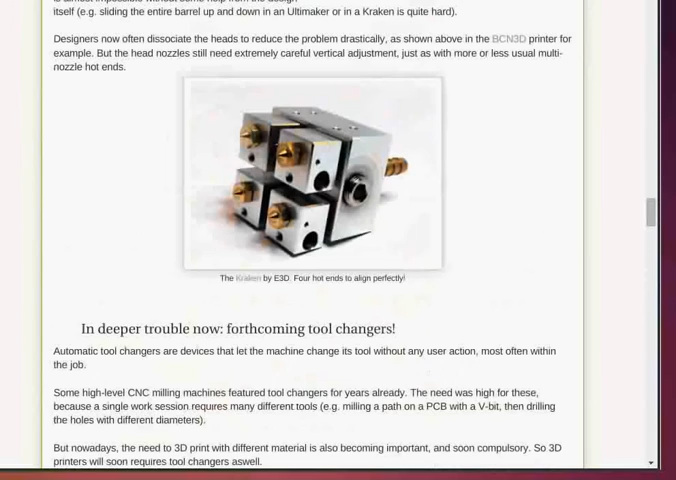 itself (e.g. sliding the entire barrel up and down in an Ultimaker or in a Kraken is quite hard).
Designers now often dissociate the heads to reduce the problem drastically, as shown above in the BCN3D printer for
example. But the head nozzles still need extremely careful vertical adjustment, just as with more or less usual multi-
nozzle hot ends.
The Kraken by E3D. Four hot ends to align perfectly!
In deeper trouble now: forthcoming tool changers!
Automatic tool changers are devices that let the machine change its tool without any user action, most often within
the job.
Some high-level CNC milling machines featured tool changers for years already. The need was high for these,
because a single work session requires many different tools (e.g. milling a path on a PCB with a V-bit, then drilling
the holes with different diameters).
But nowadays, the need to 3D print with different material is also becoming important, and soon compulsory. So 3D
printers will soon requires tool changers aswell.